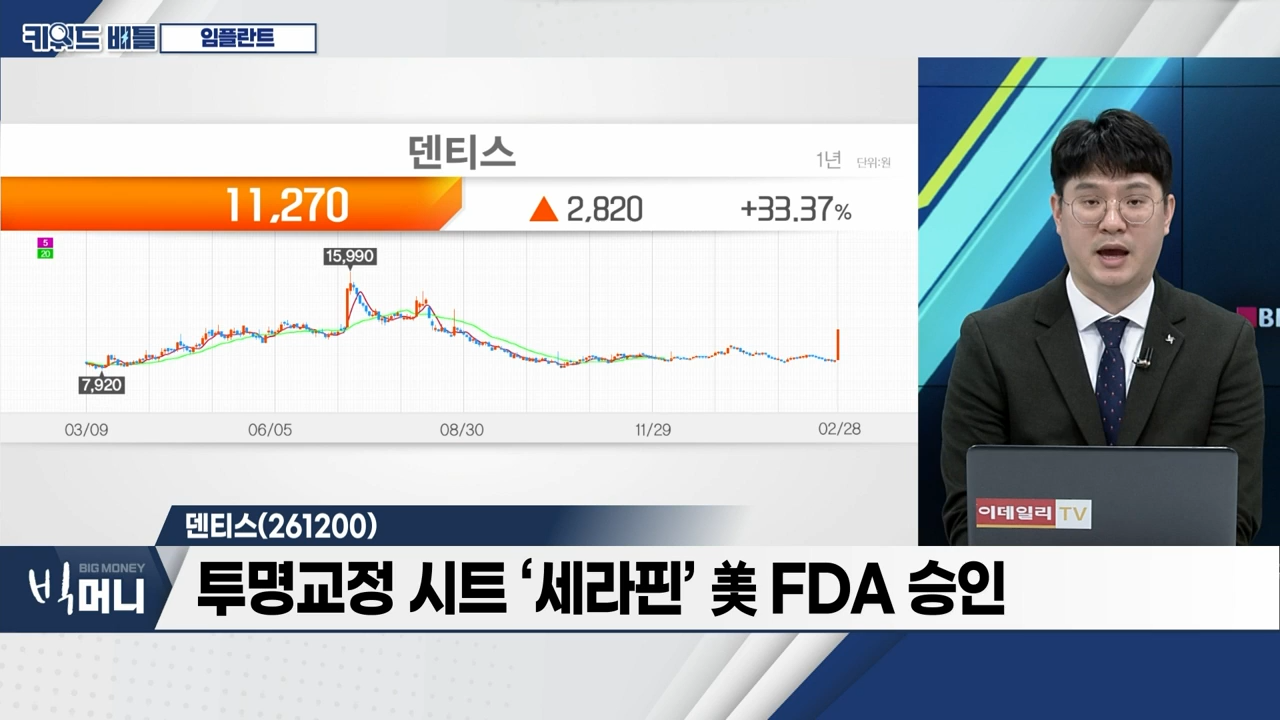 키워드 배틀 임플란트
덴티스
1년 단위:원
11,270 ▲ 2,820 +33.37%
5
20
15,990
7,920
03/09 06/05 08/30 11/29 02/28
BI
이데일리 TV
덴티스(261200)
BIG MONEY
빅머니
투명교정 시트 ‘세라핀’ 美 FDA 승인